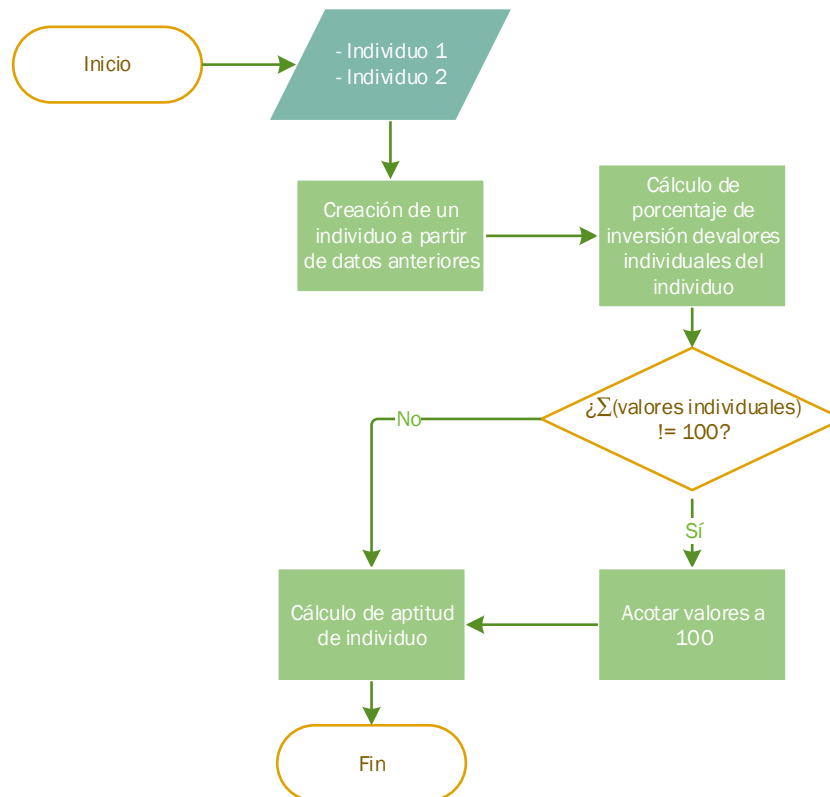 Inicio
- Individuo 1
- Individuo 2
Creación de un
individuo a partir
de datos anteriores
Cálculo de
porcentaje de
inversión devalores
individuales del
individuo
¿∑(valores individuales)
!= 100?
No
Sí
Cálculo de aptitud
de individuo
Acotar valores a
100
Fin